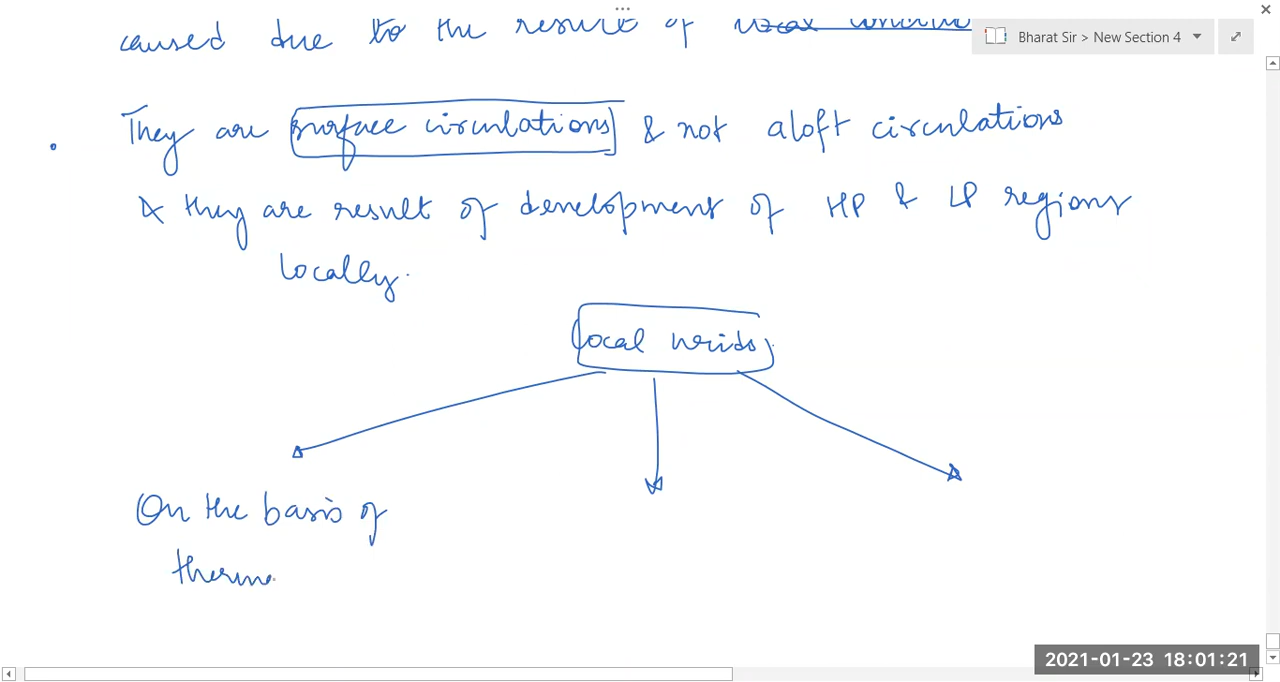 caused due to the result of local
Bharat Sir > New Section 4
They are surface circulations & not aloft circulations
& they are result of development of HP & LP regions
locally.
local winds
On the basis of
therma
2021-01-23 18:01:21